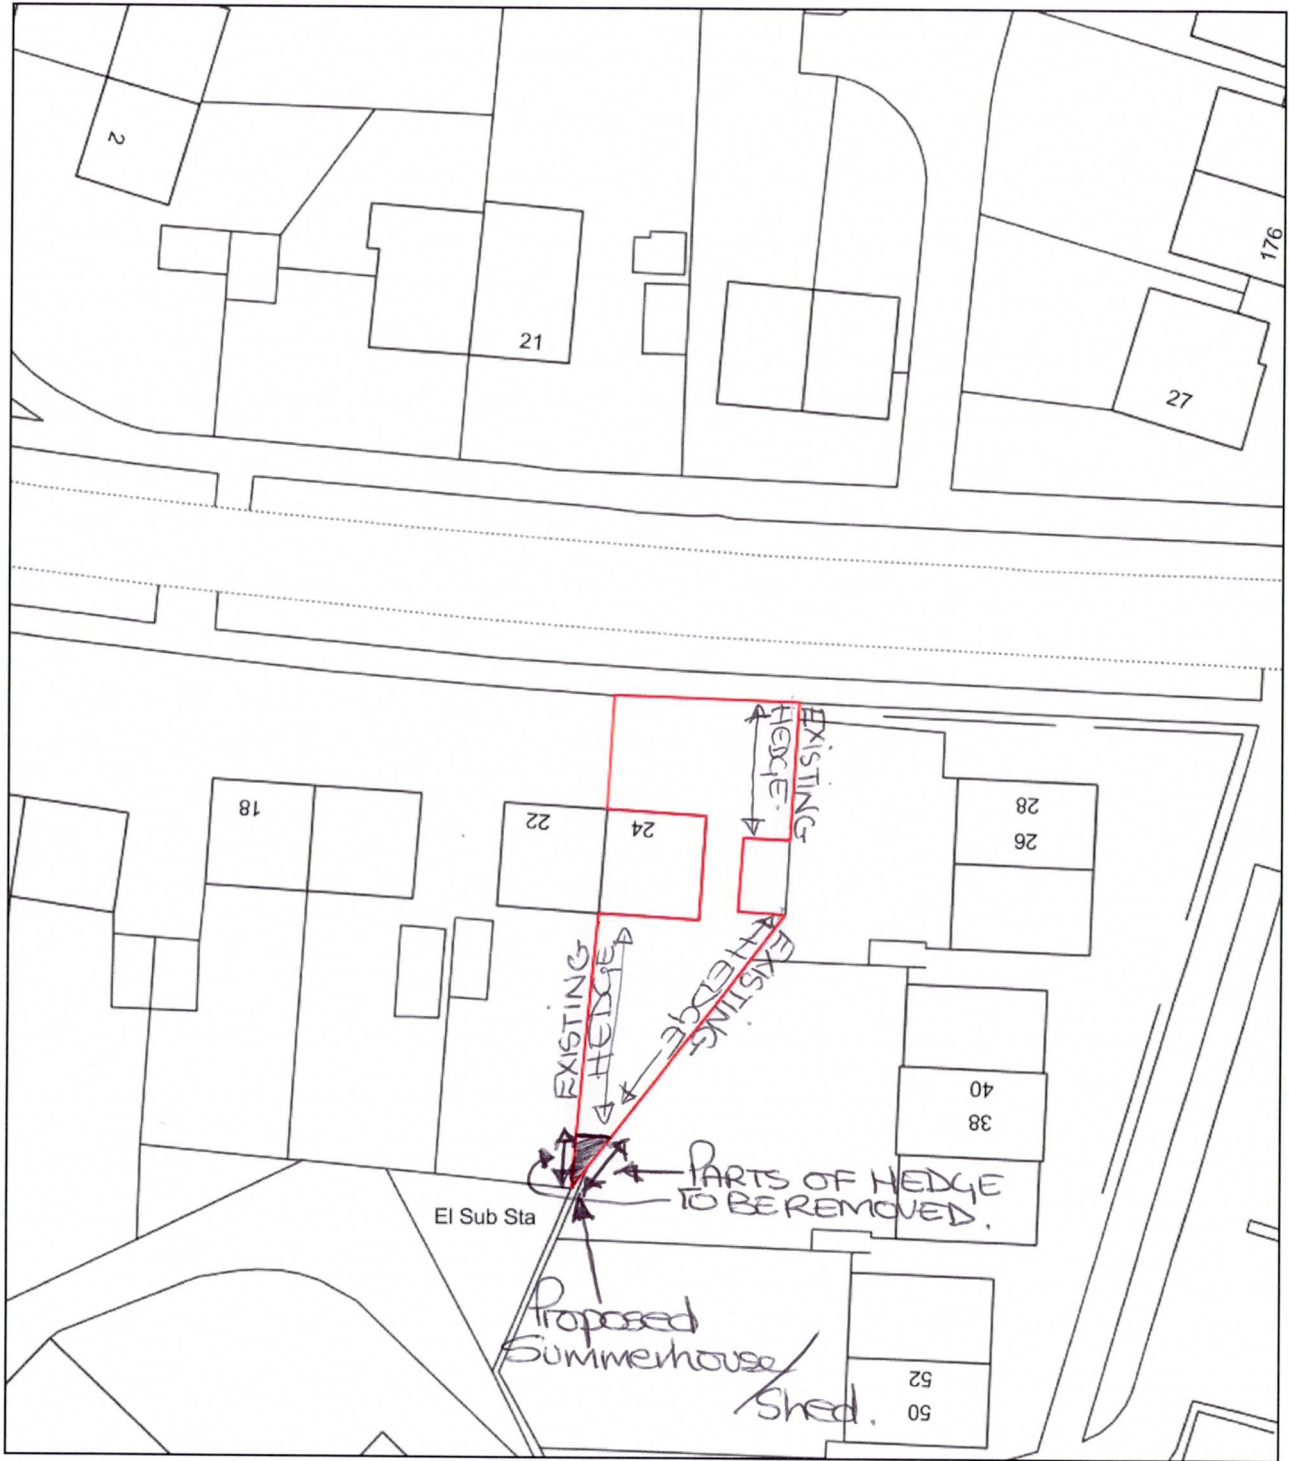 2
176
21
27
EXISTING
HEDGE
18
22
24
28
26
EXISTING
HEDGE
EXISTING
HEDGE
40
38
PARTS OF HEDGE
TO BE REMOVED.
El Sub Sta
Proposed
Summerhouse/
Shed.
52
50